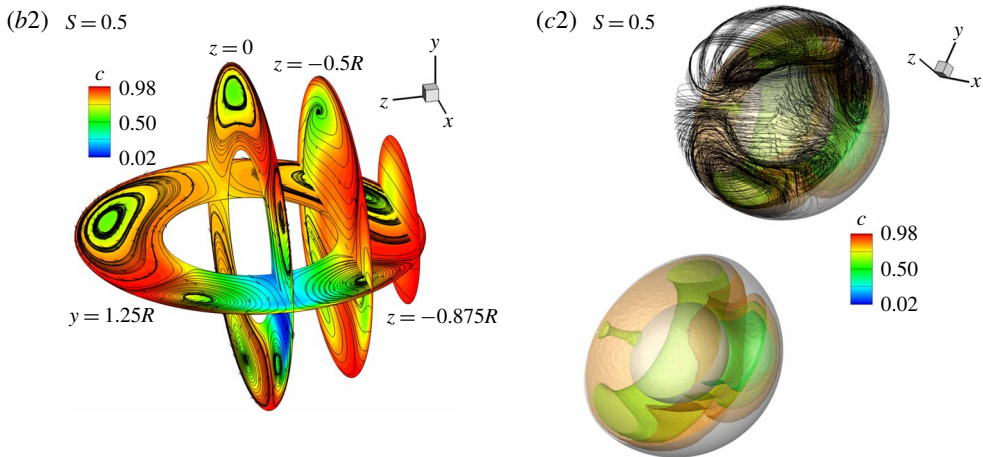 (b2) S = 0.5
z = 0
z = −0.5R
c
0.98
0.50
0.02
y
z
x
y = 1.25R
z = −0.875R
(c2) S = 0.5
y
z
x
c
0.98
0.50
0.02